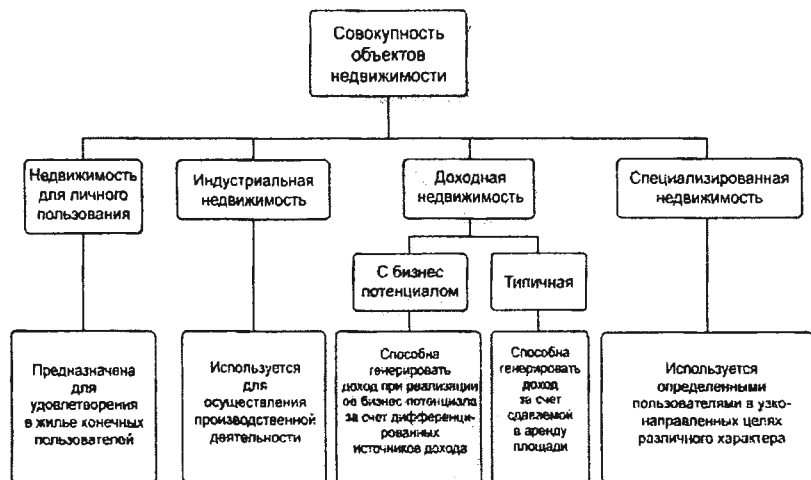 Совокупность
объектов
недвижимости
Недвижимость
для личного
пользования
Индустриальная
недвижимость
Доходная
недвижимость
Специализированная
недвижимость
С бизнес
потенциалом
Типичная
Предназначена
для
удовлетворения
в жилье конечных
пользователей
Используется
для
осуществления
производственной
деятельности
Способна
генерировать
доход при реализации
ее бизнес-потенциала
за счет дифференци-
рованных
источников дохода
Способна
генерировать
доход
за счет
сдаваемой
в аренду
площади
Используется
определенными
пользователями в узко-
направленных целях
различного характера